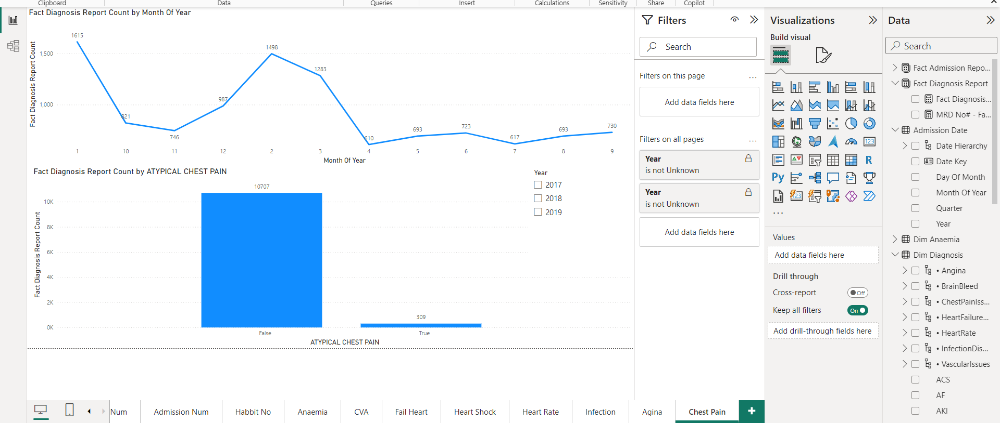 Clipboard
Data
Queries
Insert
Calculations
Sensitivity
Share
Copilot
Fact Diagnosis Report Count by Month Of Year
Fact Diagnosis Report Count
1,500
1,000
1615
821
746
987
1498
1283
610
693
723
617
693
730
1 10 11 12 2 3 4 5 6 7 8 9
Month Of Year
Fact Diagnosis Report Count by ATYPICAL CHEST PAIN
Fact Diagnosis Report Count
10K
8K
6K
4K
2K
0K
10707
309
False True
ATYPICAL CHEST PAIN
Year
2017
2018
2019
Filters
Search
Filters on this page ...
Add data fields here
Filters on all pages ...
Year
is not Unknown
Year
is not Unknown
Add data fields here
Visualizations
Build visual
123
R
Py
123
...
Values
Add data fields here
Drill through
Cross-report Off
Keep all filters On
Add drill-through fields here
Data
Search
Fact Admission Repo...
Fact Diagnosis Report
Fact Diagnosis...
MRD No# - Fa...
Admission Date
Date Hierarchy
Date Key
Day Of Month
Month Of Year
Quarter
Year
Dim Anaemia
Dim Diagnosis
• Angina
• BrainBleed
• ChestPainIss...
• HeartFailure...
• HeartRate
• InfectionDis...
• VascularIssues
ACS
AF
AKI
Num
Admission Num
Habbit No
Anaemia
CVA
Fail Heart
Heart Shock
Heart Rate
Infection
Agina
Chest Pain
+